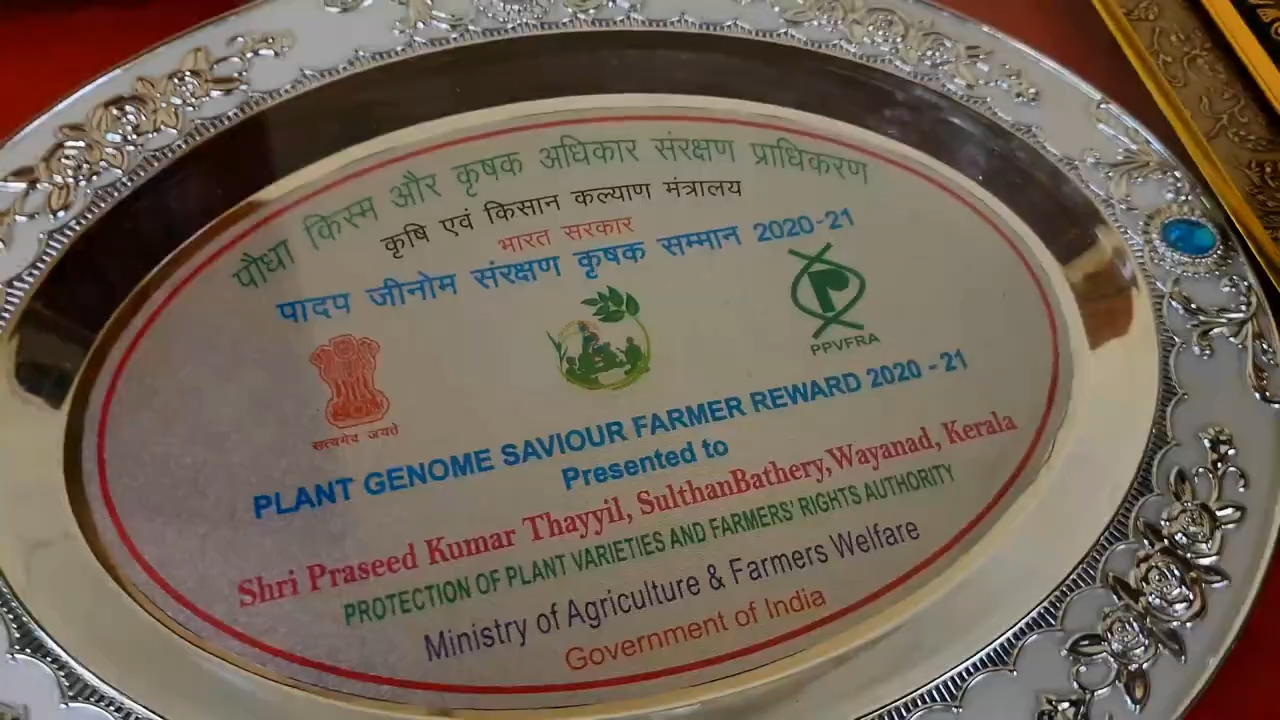 पौधा किस्म और कृषक अधिकार संरक्षण प्राधिकरण
कृषि एवं किसान कल्याण मंत्रालय
भारत सरकार
पादप जीनोम संरक्षण कृषक सम्मान 2020-21
सत्यमेव जयते
PPVFRA
PLANT GENOME SAVIOUR FARMER REWARD 2020 - 21
Presented to
Shri Praseed Kumar Thayyil, SulthanBathery,Wayanad, Kerala
PROTECTION OF PLANT VARIETIES AND FARMERS' RIGHTS AUTHORITY
Ministry of Agriculture & Farmers Welfare
Government of India